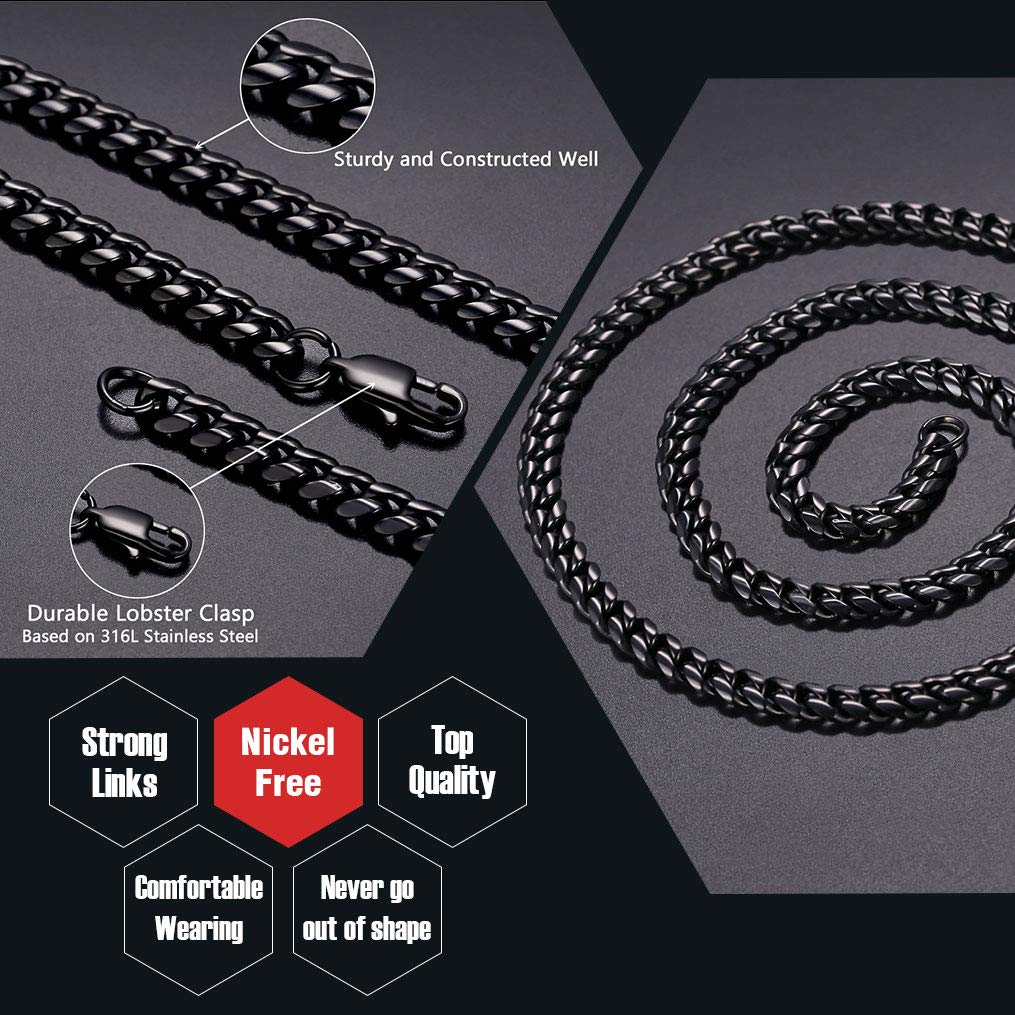 Sturdy and Constructed Well
Durable Lobster Clasp
Based on 316L Stainless Steel
Strong
Links
Nickel
Free
Top
Quality
Comfortable
Wearing
Never go
out of shape